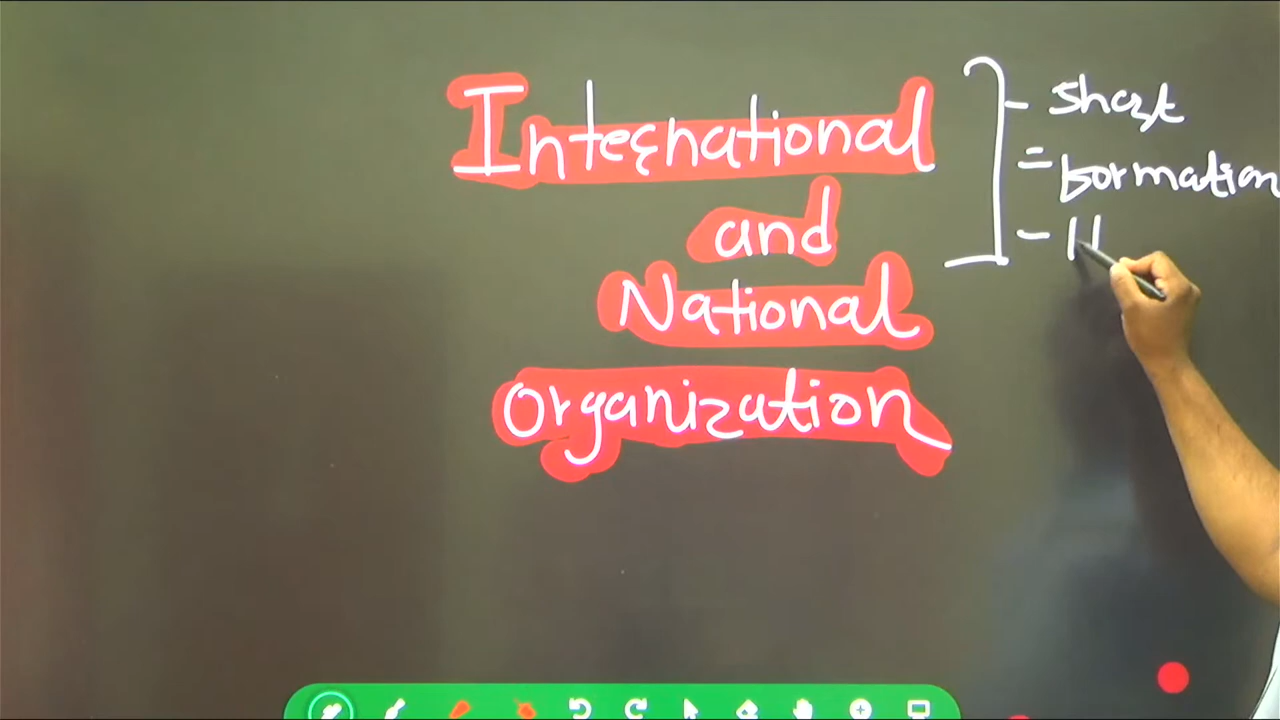 International
and
National
Organization
- Short
= Formation
- H